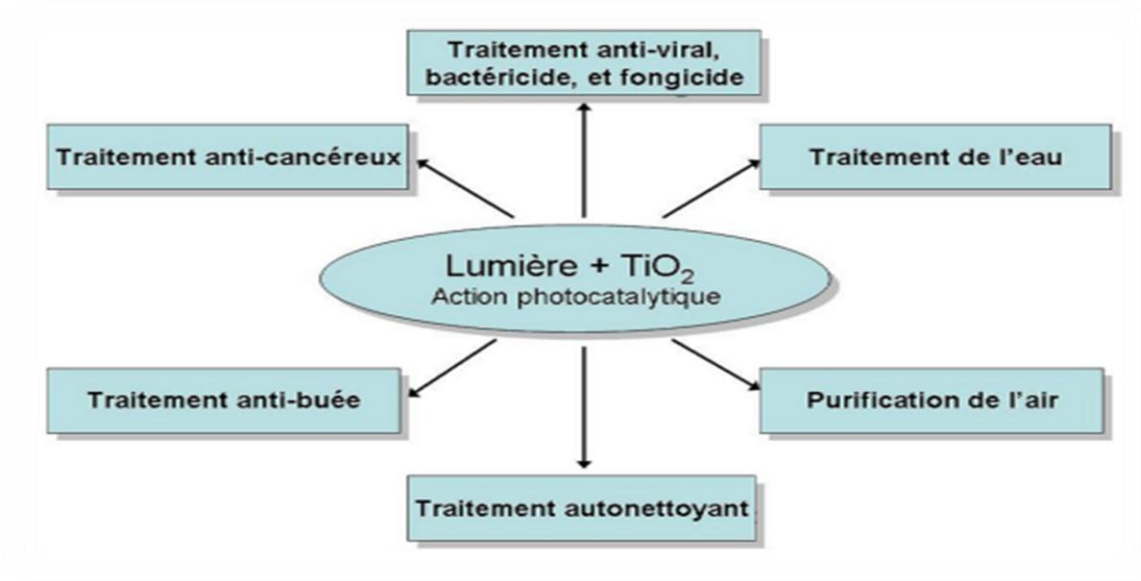 Traitement anti-viral,
bactéricide, et fongicide
Traitement anti-cancéreux
Traitement de l'eau
Lumière + TiO₂
Action photocatalytique
Traitement anti-buée
Purification de l'air
Traitement autonettoyant